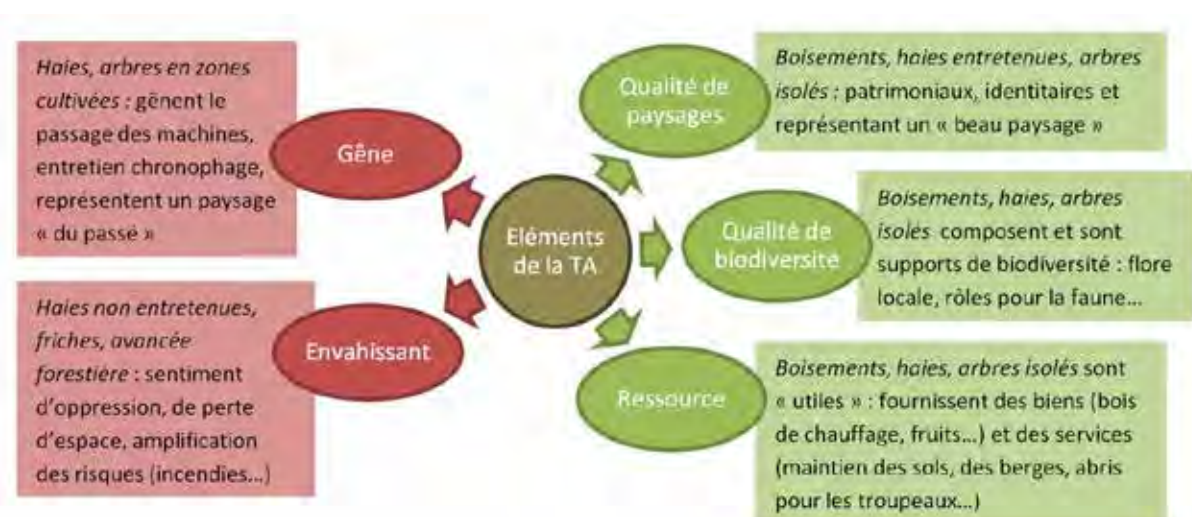 Haies, arbres en zones
cultivées : gênent le
passage des machines,
entretien chronophage,
représentent un paysage
« du passé »
Gêne
Haies non entretenues,
friches, avancée
forestière : sentiment
d'oppression, de perte
d'espace, amplification
des risques (incendies...)
Envahissant
Eléments
de la TA
Qualité de
paysages
Boisements, haies entretenues, arbres
isolés : patrimoniaux, identitaires et
représentant un « beau paysage »
Qualité de
biodiversité
Boisements, haies, arbres
isolés composent et sont
supports de biodiversité : flore
locale, rôles pour la faune...
Ressource
Boisements, haies, arbres isolés sont
« utiles » : fournissent des biens (bois
de chauffage, fruits...) et des services
(maintien des sols, des berges, abris
pour les troupeaux...)